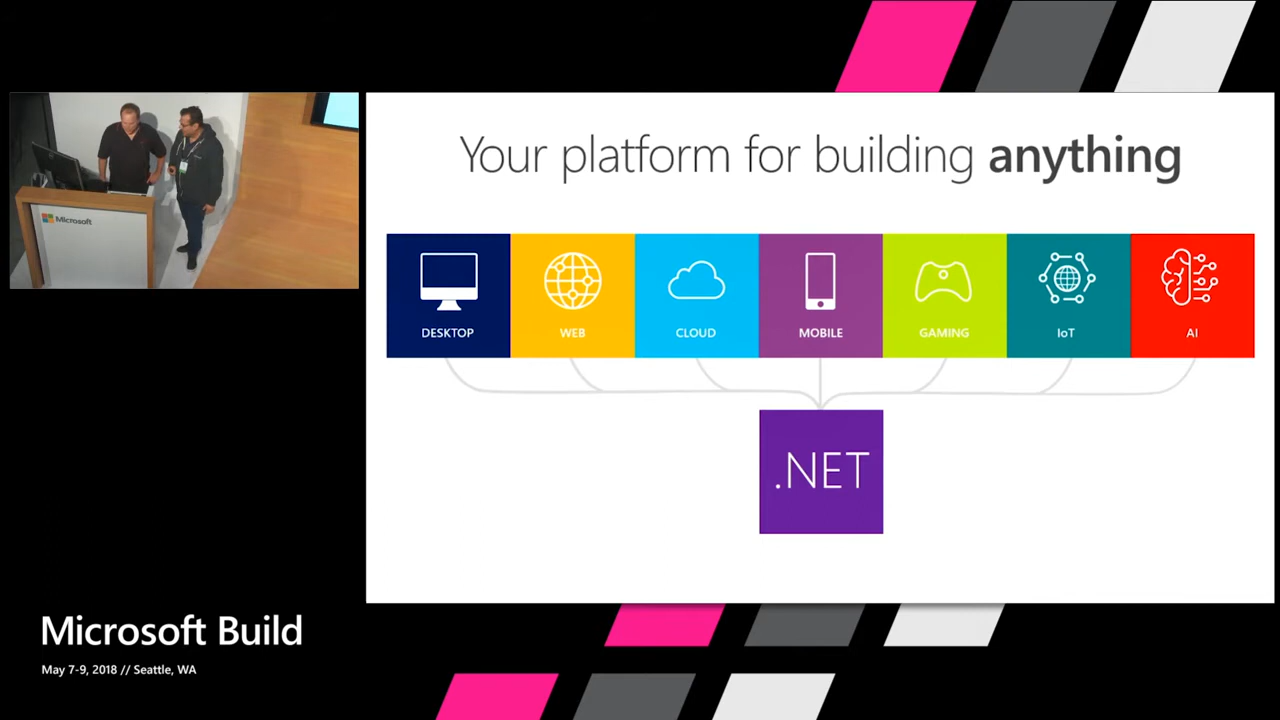 Your platform for building anything
DESKTOP
WEB
CLOUD
MOBILE
GAMING
IoT
AI
.NET
Microsoft
Microsoft Build
May 7-9, 2018 // Seattle, WA